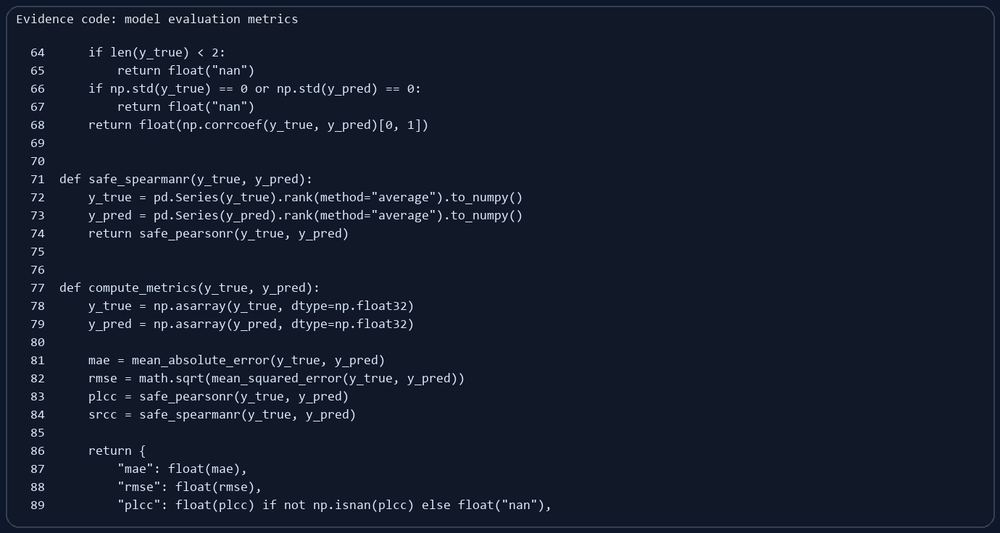 Evidence code: model evaluation metrics
64      if len(y_true) < 2:
65          return float("nan")
66      if np.std(y_true) == 0 or np.std(y_pred) == 0:
67          return float("nan")
68      return float(np.corrcoef(y_true, y_pred)[0, 1])
69
70
71  def safe_spearmanr(y_true, y_pred):
72      y_true = pd.Series(y_true).rank(method="average").to_numpy()
73      y_pred = pd.Series(y_pred).rank(method="average").to_numpy()
74      return safe_pearsonr(y_true, y_pred)
75
76
77  def compute_metrics(y_true, y_pred):
78      y_true = np.asarray(y_true, dtype=np.float32)
79      y_pred = np.asarray(y_pred, dtype=np.float32)
80
81      mae = mean_absolute_error(y_true, y_pred)
82      rmse = math.sqrt(mean_squared_error(y_true, y_pred))
83      plcc = safe_pearsonr(y_true, y_pred)
84      srcc = safe_spearmanr(y_true, y_pred)
85
86      return {
87          "mae": float(mae),
88          "rmse": float(rmse),
89          "plcc": float(plcc) if not np.isnan(plcc) else float("nan"),